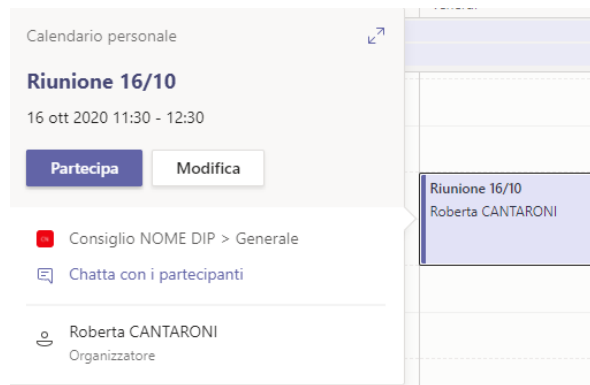 Calendario personale
Riunione 16/10
16 ott 2020 11:30 - 12:30
Partecipa
Modifica
Consiglio NOME DIP > Generale
Chatta con i partecipanti
Roberta CANTARONI
Organizzatore
Riunione 16/10
Roberta CANTARONI